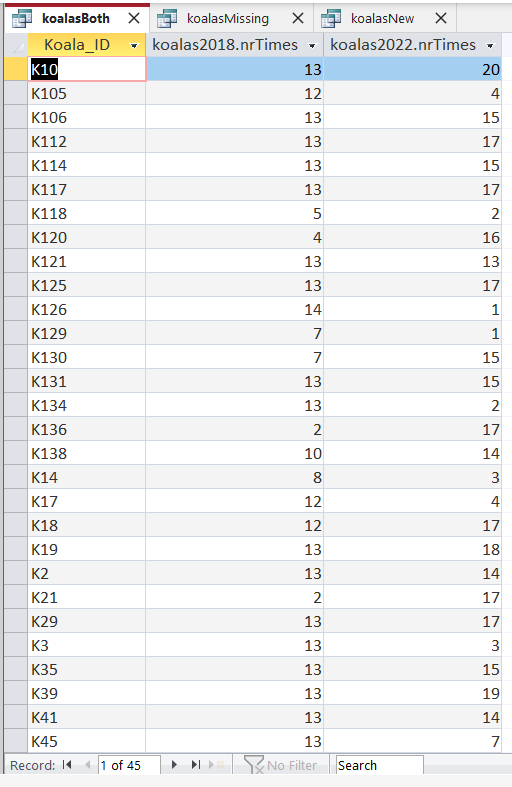 koalasBoth koalasMissing koalasNew
Koala_ID koalas2018.nrTimes koalas2022.nrTimes
K10 13 20
K105 12 4
K106 13 15
K112 13 17
K114 13 15
K117 13 17
K118 5 2
K120 4 16
K121 13 13
K125 13 17
K126 14 1
K129 7 1
K130 7 15
K131 13 15
K134 13 2
K136 2 17
K138 10 14
K14 8 3
K17 12 4
K18 12 17
K19 13 18
K2 13 14
K21 2 17
K29 13 17
K3 13 3
K35 13 15
K39 13 19
K41 13 14
K45 13 7
Record: 1 of 45 No Filter Search